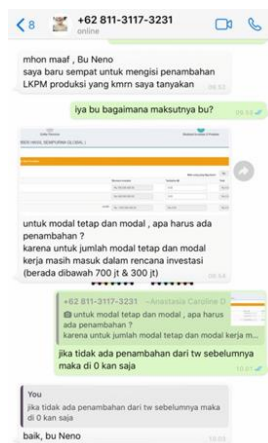 8
+62 811-3117-3231
online
mhon maaf , Bu Neno
saya baru sempat untuk mengisi penambahan
LKPM produksi yang kmrn saya tanyakan
iya bu bagaimana maksutnya bu?
untuk modal tetap dan modal , apa harus ada
penambahan ?
karena untuk jumlah modal tetap dan modal
kerja masih masuk dalam rencana investasi
(berada dibawah 700 jt & 300 jt)
+62 811-3117-3231 ~Anastasia Caroline D
untuk modal tetap dan modal , apa harus
ada penambahan ?
karena untuk jumlah modal tetap dan modal kerja m...
jika tidak ada penambahan dari tw sebelumnya
maka di 0 kan saja
You
jika tidak ada penambahan dari tw sebelumnya maka
di 0 kan saja
baik, bu Neno